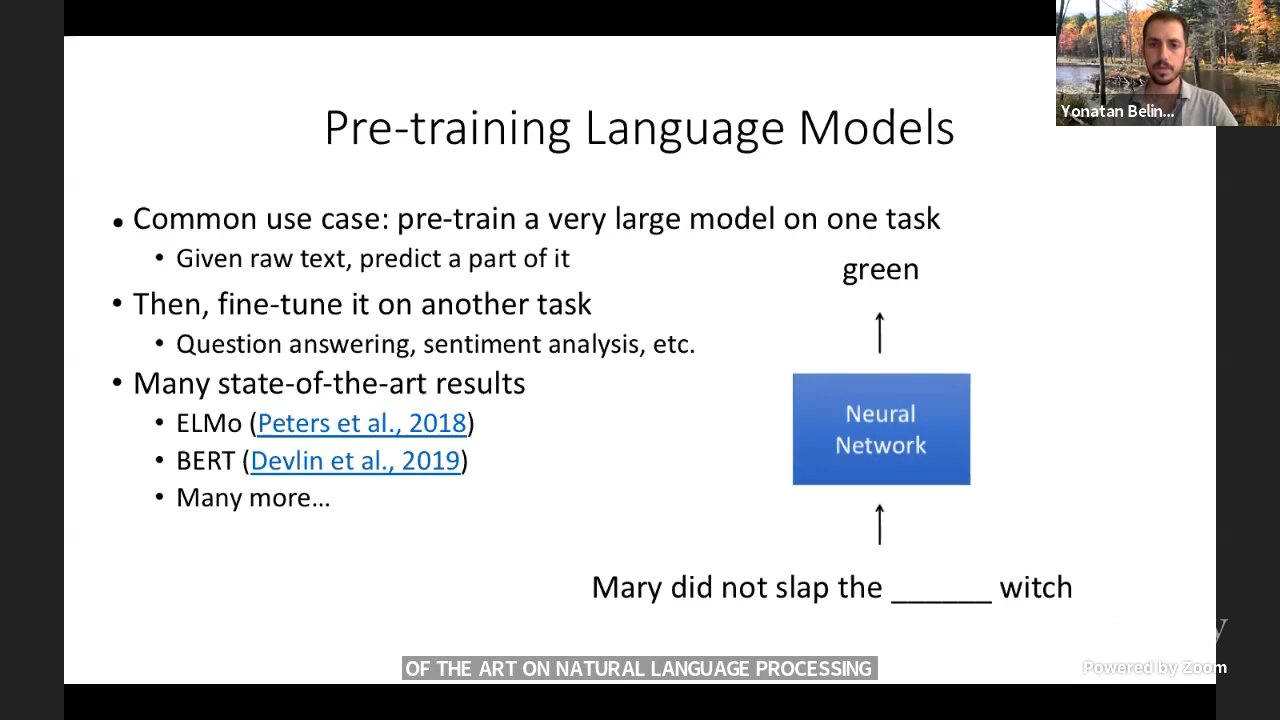 Yonatan Belin...
Pre-training Language Models
• Common use case: pre-train a very large model on one task
• Given raw text, predict a part of it
green
• Then, fine-tune it on another task
• Question answering, sentiment analysis, etc.
• Many state-of-the-art results
• ELMo (Peters et al., 2018)
• BERT (Devlin et al., 2019)
• Many more…
Neural
Network
Mary did not slap the ______ witch
OF THE ART ON NATURAL LANGUAGE PROCESSING
Powered by Zoom